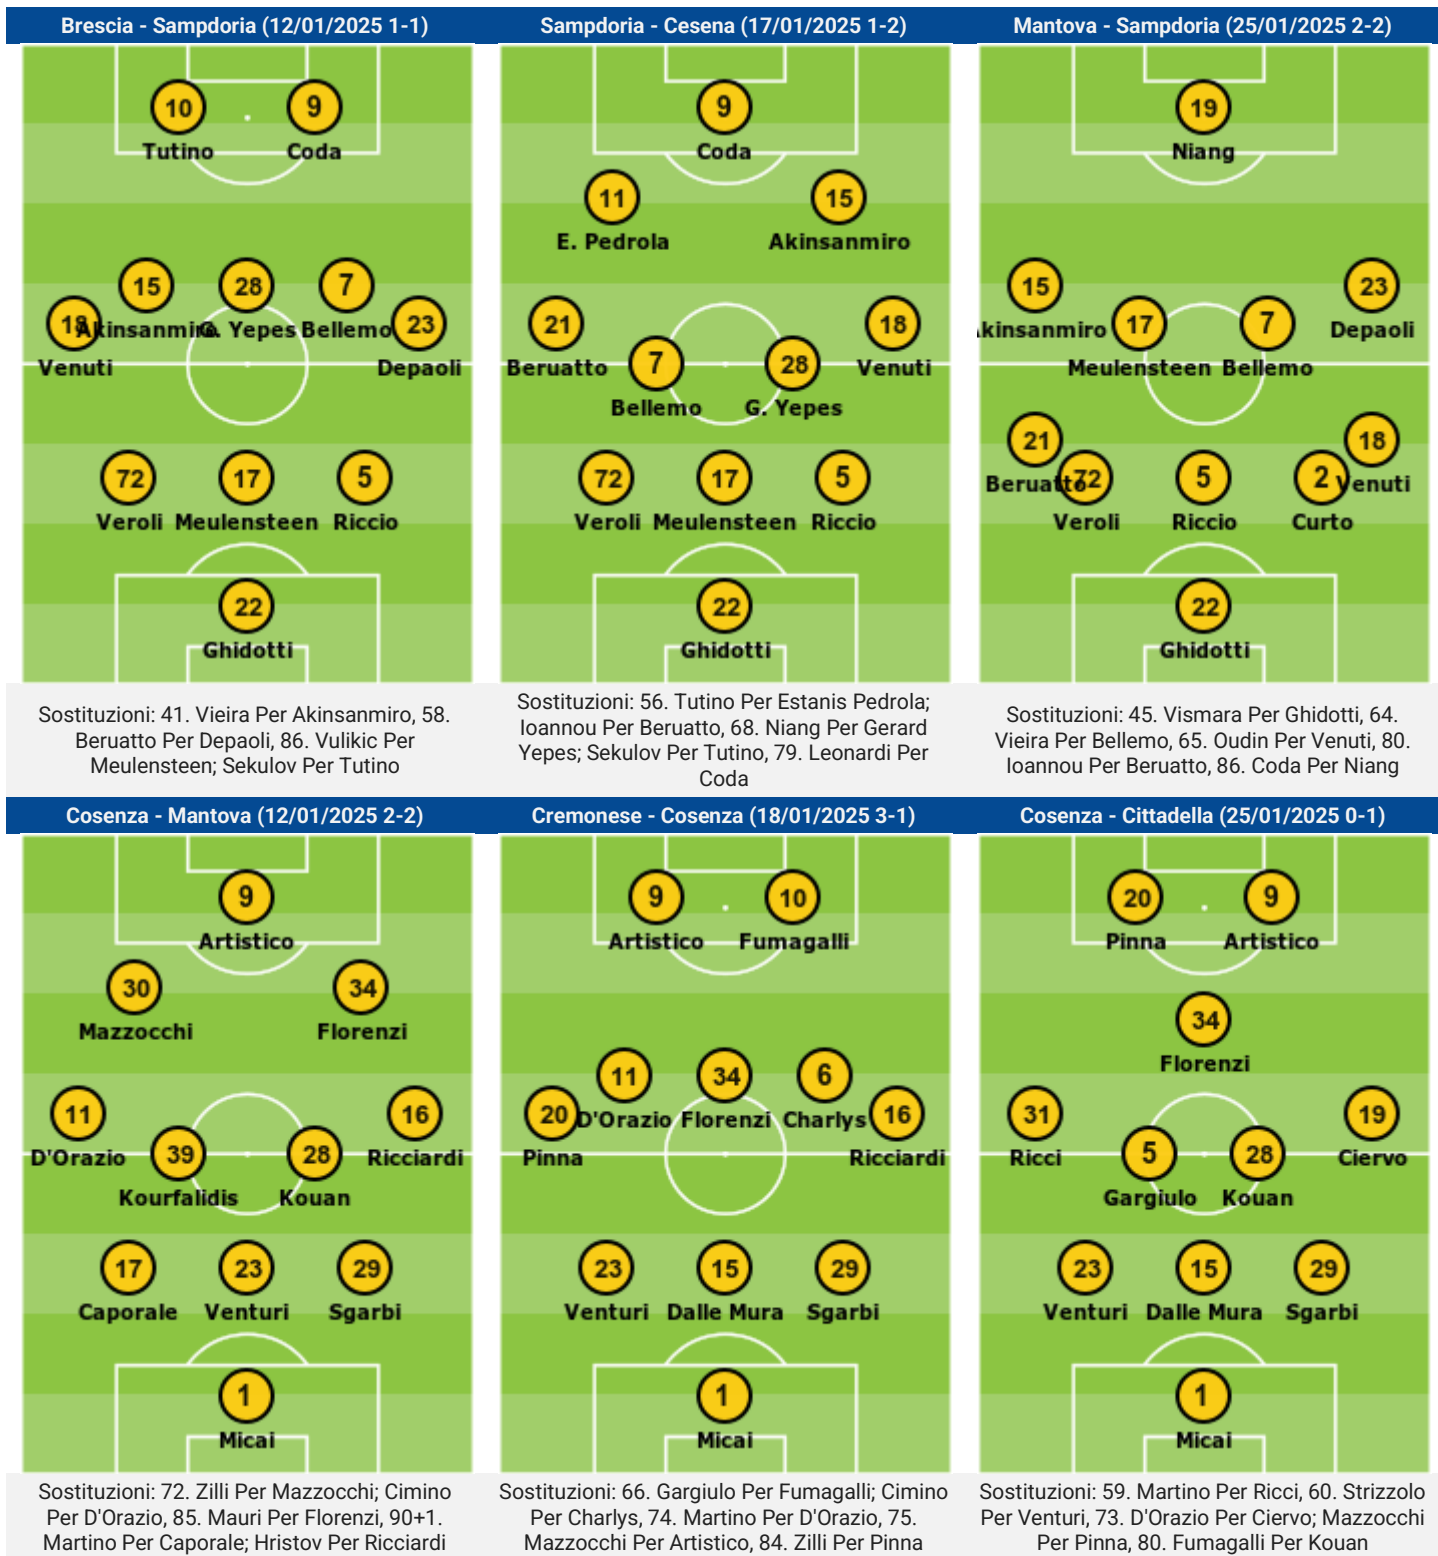 Brescia - Sampdoria (12/01/2025 1-1)
10 9
Tutino Coda
15 28 7
18 23
Akinsanmiro G. Yepes Bellemo
Venuti Depaoli
72 17 5
Veroli Meulensteen Riccio
22
Ghidotti
Sostituzioni: 41. Vieira Per Akinsanmiro, 58.
Beruatto Per Depaoli, 86. Vulikic Per
Meulensteen; Sekulov Per Tutino
Sampdoria - Cesena (17/01/2025 1-2)
9
Coda
11 15
E. Pedrola Akinsanmiro
21 18
Beruatto Venuti
7 28
Bellemo G. Yepes
72 17 5
Veroli Meulensteen Riccio
22
Ghidotti
Sostituzioni: 56. Tutino Per Estanis Pedrola;
Ioannou Per Beruatto, 68. Niang Per Gerard
Yepes; Sekulov Per Tutino, 79. Leonardi Per
Coda
Mantova - Sampdoria (25/01/2025 2-2)
19
Niang
15 23
Akinsanmiro Depaoli
17 7
Meulensteen Bellemo
21 18
Beruatto Venuti
72 5 2
Veroli Riccio Curto
22
Ghidotti
Sostituzioni: 45. Vismara Per Ghidotti, 64.
Vieira Per Bellemo, 65. Oudin Per Venuti, 80.
Ioannou Per Beruatto, 86. Coda Per Niang
Cosenza - Mantova (12/01/2025 2-2)
9
Artistico
30 34
Mazzocchi Florenzi
11 16
D'Orazio Ricciardi
39 28
Kourfalidis Kouan
17 23 29
Caporale Venturi Sgarbi
1
Micai
Sostituzioni: 72. Zilli Per Mazzocchi; Cimino
Per D'Orazio, 85. Mauri Per Florenzi, 90+1.
Martino Per Caporale; Hristov Per Ricciardi
Cremonese - Cosenza (18/01/2025 3-1)
9 10
Artistico Fumagalli
11 34 6
20 16
D'Orazio Florenzi Charlys
Pinna Ricciardi
23 15 29
Venturi Dalle Mura Sgarbi
1
Micai
Sostituzioni: 66. Gargiulo Per Fumagalli; Cimino
Per Charlys, 74. Martino Per D'Orazio, 75.
Mazzocchi Per Artistico, 84. Zilli Per Pinna
Cosenza - Cittadella (25/01/2025 0-1)
20 9
Pinna Artistico
34
Florenzi
31 19
Ricci Ciervo
5 28
Gargiulo Kouan
23 15 29
Venturi Dalle Mura Sgarbi
1
Micai
Sostituzioni: 59. Martino Per Ricci, 60. Strizzolo
Per Venturi, 73. D'Orazio Per Ciervo; Mazzocchi
Per Pinna, 80. Fumagalli Per Kouan